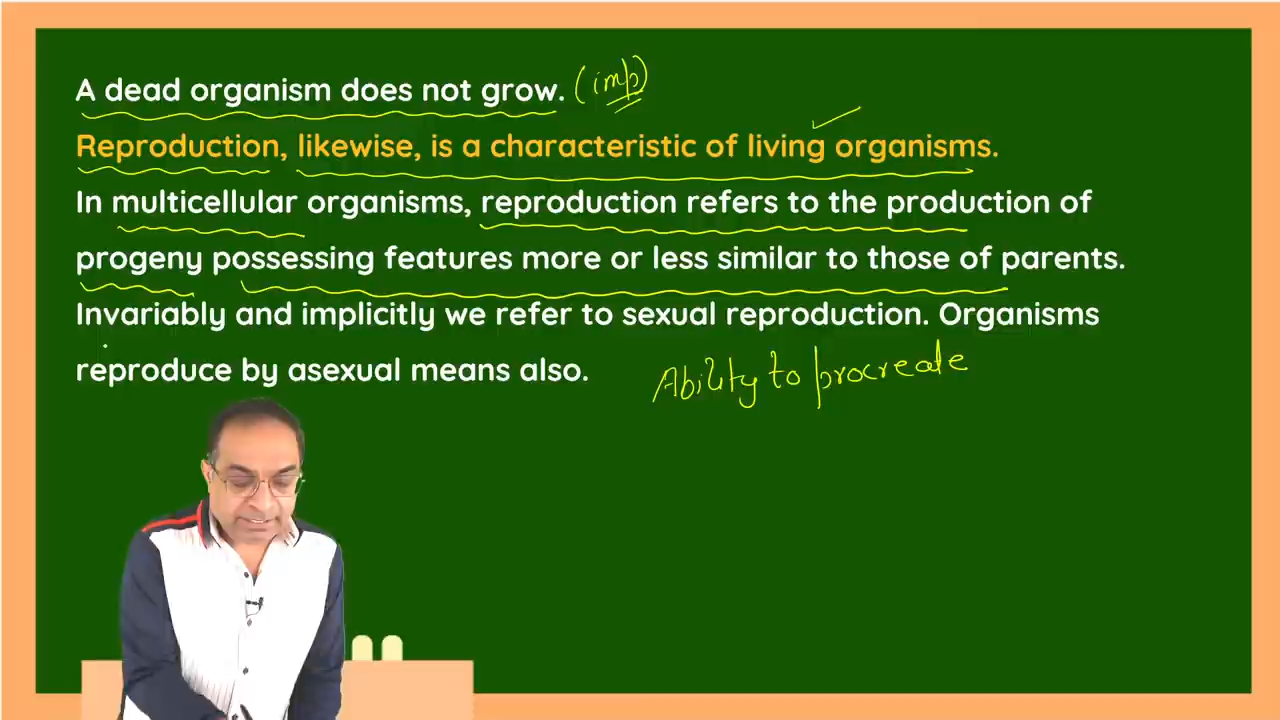 A dead organism does not grow. (imp)
Reproduction, likewise, is a characteristic of living organisms.
In multicellular organisms, reproduction refers to the production of
progeny possessing features more or less similar to those of parents.
Invariably and implicitly we refer to sexual reproduction. Organisms
reproduce by asexual means also.
Ability to procreate